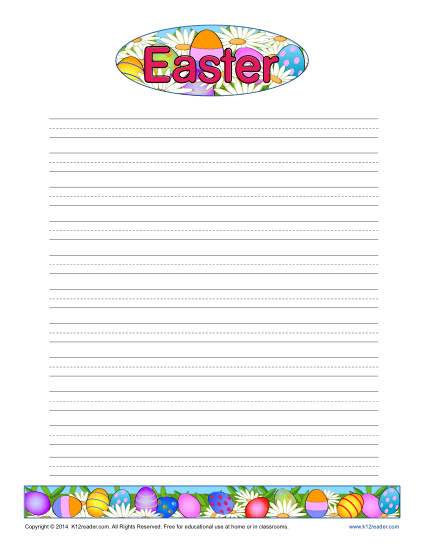 Easter
Copyright © 2014 K12reader.com. All Rights Reserved. Free for educational use at home or in classrooms. www.k12reader.com